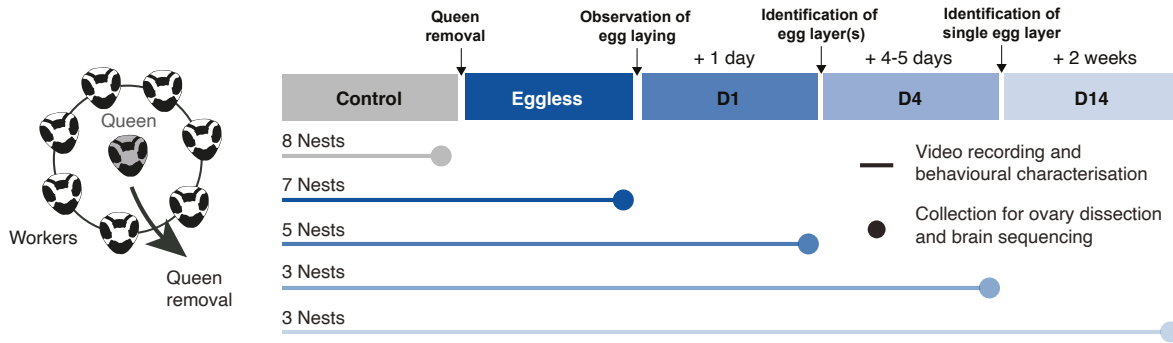 Queen
removal
Observation of
egg laying
Identification of
egg layer(s)
Identification of
single egg layer
+ 1 day
+ 4-5 days
+ 2 weeks
Control
Eggless
D1
D4
D14
Queen
Workers
Queen
removal
8 Nests
7 Nests
5 Nests
3 Nests
3 Nests
Video recording and
behavioural characterisation
Collection for ovary dissection
and brain sequencing